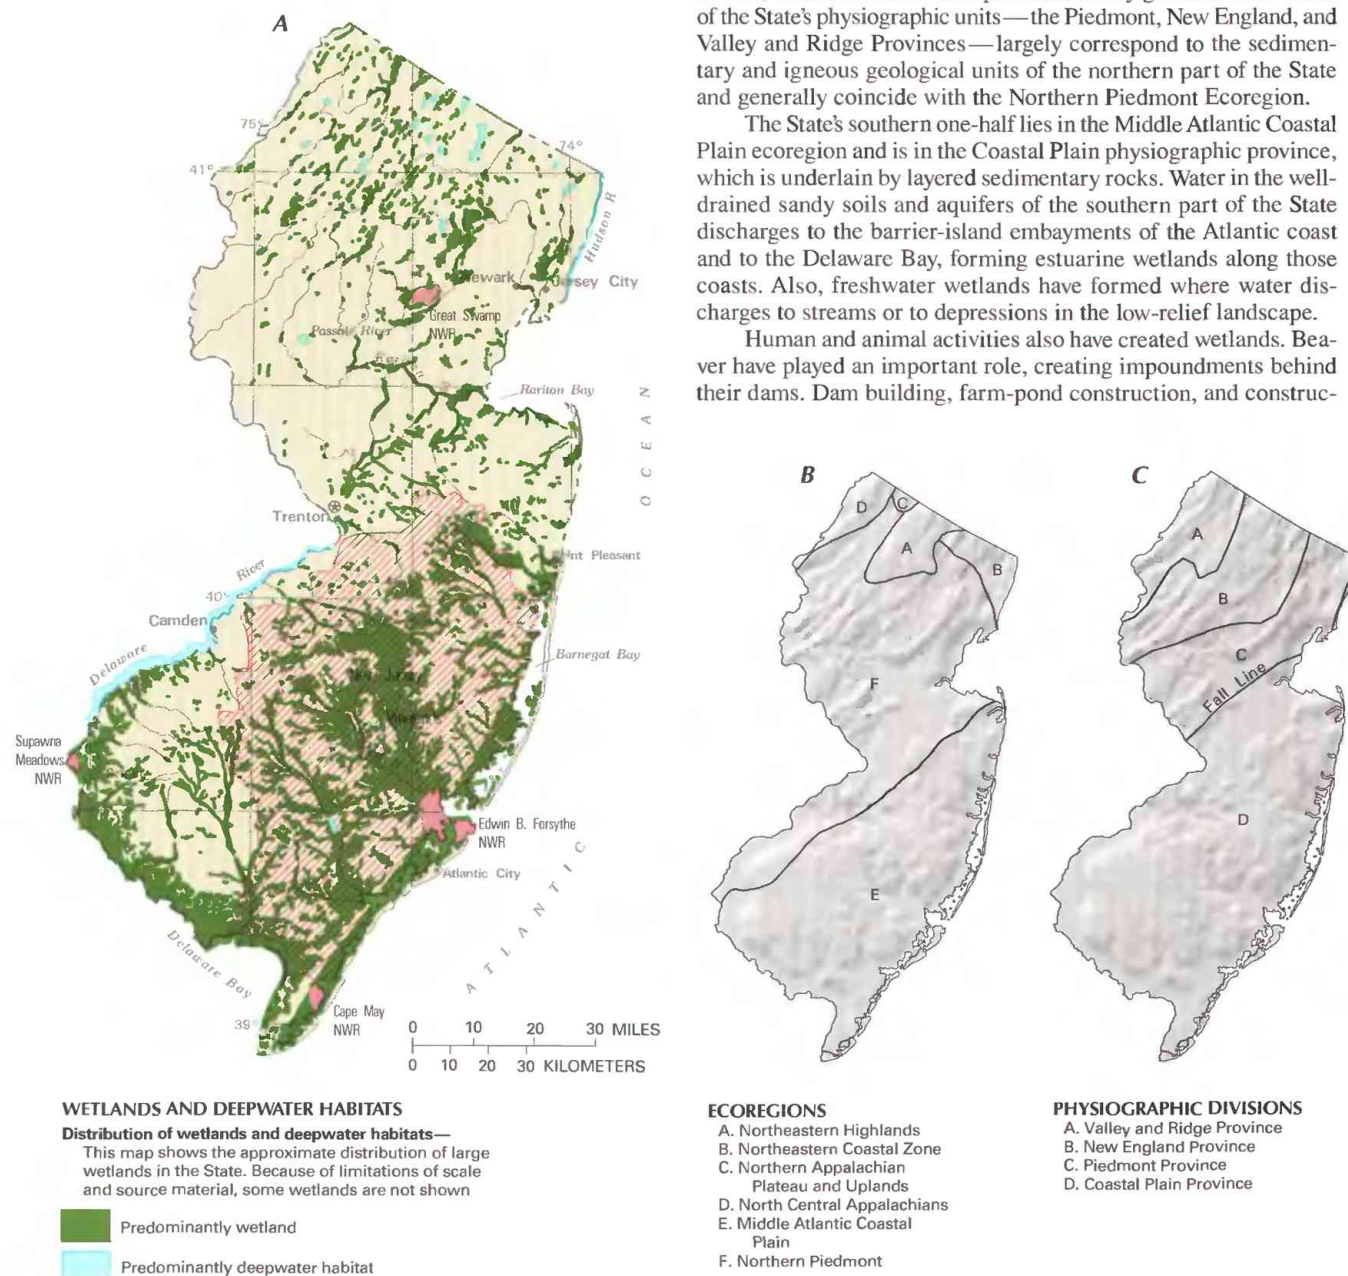 of the State's physiographic units—the Piedmont, New England, and
Valley and Ridge Provinces—largely correspond to the sedimen-
tary and igneous geological units of the northern part of the State
and generally coincide with the Northern Piedmont Ecoregion.
The State's southern one-half lies in the Middle Atlantic Coastal
Plain ecoregion and is in the Coastal Plain physiographic province,
which is underlain by layered sedimentary rocks. Water in the well-
drained sandy soils and aquifers of the southern part of the State
discharges to the barrier-island embayments of the Atlantic coast
and to the Delaware Bay, forming estuarine wetlands along those
coasts. Also, freshwater wetlands have formed where water dis-
charges to streams or to depressions in the low-relief landscape.
Human and animal activities also have created wetlands. Bea-
ver have played an important role, creating impoundments behind
their dams. Dam building, farm-pond construction, and construc-
A
75°
74°
41°
Hudson R
Jersey City
Great Swamp
NWR
River
Raritan Bay
OCEAN
Trenton
Pleasant
River
40°
Camden
Delaware
Barnegat Bay
Supawna
Meadows
NWR
Edwin B. Forsythe
NWR
Atlantic City
ATLANTIC
Delaware Bay
Cape May
NWR
39°
0 10 20 30 MILES
0 10 20 30 KILOMETERS
WETLANDS AND DEEPWATER HABITATS
Distribution of wetlands and deepwater habitats—
This map shows the approximate distribution of large
wetlands in the State. Because of limitations of scale
and source material, some wetlands are not shown
Predominantly wetland
Predominantly deepwater habitat
B
D
C
A
B
F
E
ECOREGIONS
A. Northeastern Highlands
B. Northeastern Coastal Zone
C. Northern Appalachian
Plateau and Uplands
D. North Central Appalachians
E. Middle Atlantic Coastal
Plain
F. Northern Piedmont
C
A
B
C
Fall Line
D
PHYSIOGRAPHIC DIVISIONS
A. Valley and Ridge Province
B. New England Province
C. Piedmont Province
D. Coastal Plain Province